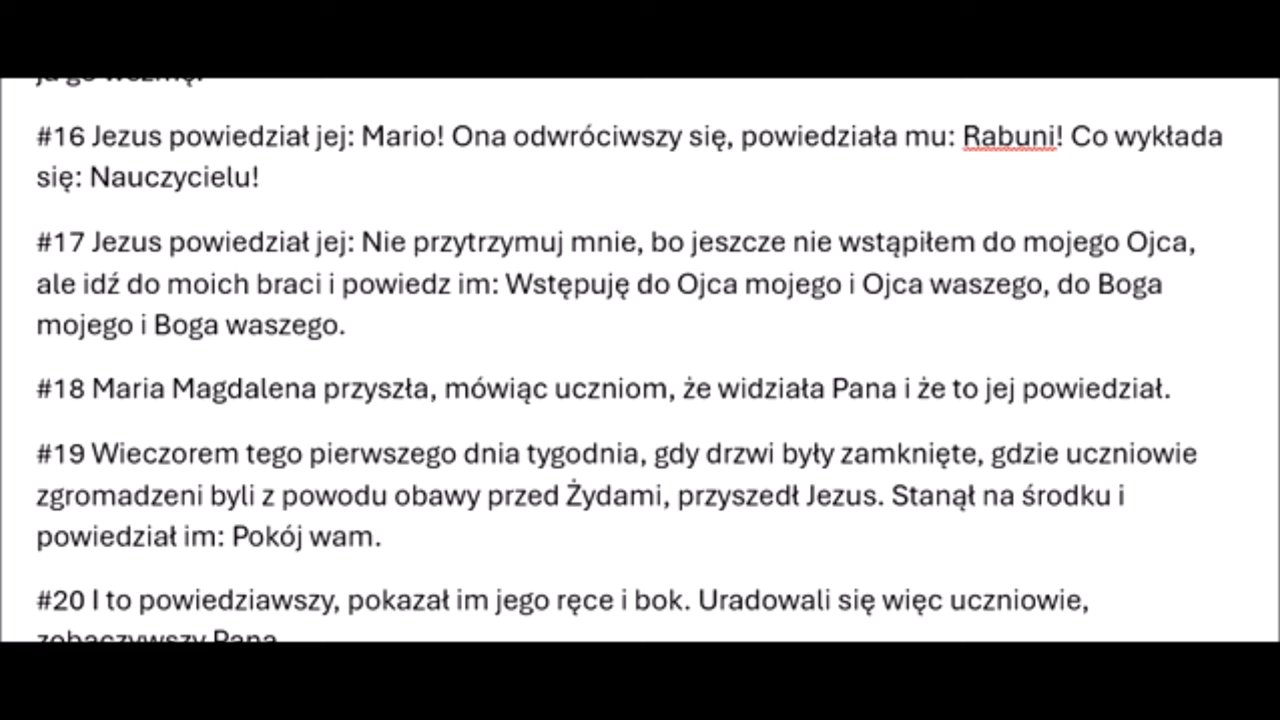 #16 Jezus powiedział jej: Mario! Ona odwróciwszy się, powiedziała mu: Rabuni! Co wykłada
się: Nauczycielu!
#17 Jezus powiedział jej: Nie przytrzymuj mnie, bo jeszcze nie wstąpiłem do mojego Ojca,
ale idź do moich braci i powiedz im: Wstępuję do Ojca mojego i Ojca waszego, do Boga
mojego i Boga waszego.
#18 Maria Magdalena przyszła, mówiąc uczniom, że widziała Pana i że to jej powiedział.
#19 Wieczorem tego pierwszego dnia tygodnia, gdy drzwi były zamknięte, gdzie uczniowie
zgromadzeni byli z powodu obawy przed Żydami, przyszedł Jezus. Stanął na środku i
powiedział im: Pokój wam.
#20 I to powiedziawszy, pokazał im jego ręce i bok. Uradowali się więc uczniowie,
zobaczywszy Pana